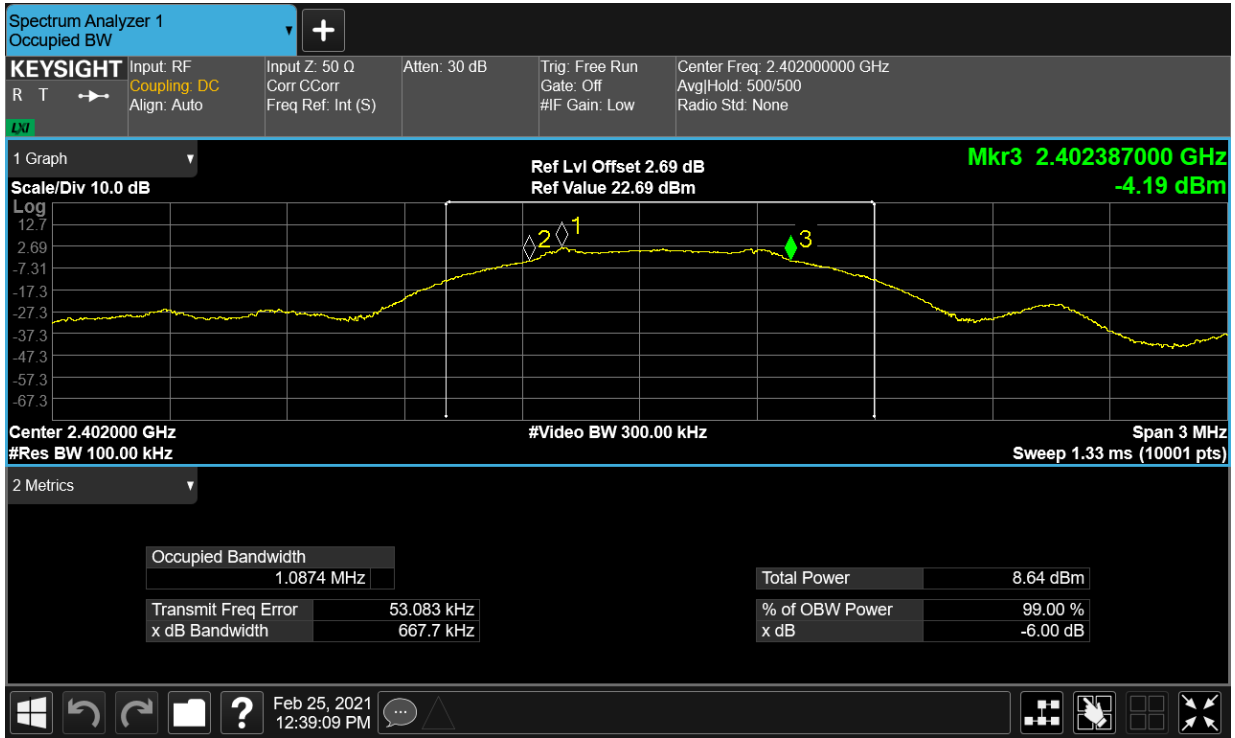 Spectrum Analyzer 1
Occupied BW
KEYSIGHT
R T
LXI
Input: RF
Coupling: DC
Align: Auto
Input Z: 50 Ω
Corr CCorr
Freq Ref: Int (S)
Atten: 30 dB
Trig: Free Run
Gate: Off
#IF Gain: Low
Center Freq: 2.402000000 GHz
Avg|Hold: 500/500
Radio Std: None
1 Graph
Scale/Div 10.0 dB
Ref Lvl Offset 2.69 dB
Ref Value 22.69 dBm
Mkr3 2.402387000 GHz
-4.19 dBm
Log
12.7
2.69
-7.31
-17.3
-27.3
-37.3
-47.3
-57.3
-67.3
2
1
3
Center 2.402000 GHz
#Res BW 100.00 kHz
#Video BW 300.00 kHz
Span 3 MHz
Sweep 1.33 ms (10001 pts)
2 Metrics
Occupied Bandwidth
1.0874 MHz
Transmit Freq Error 53.083 kHz
x dB Bandwidth 667.7 kHz
Total Power 8.64 dBm
% of OBW Power 99.00 %
x dB -6.00 dB
?
Feb 25, 2021
12:39:09 PM